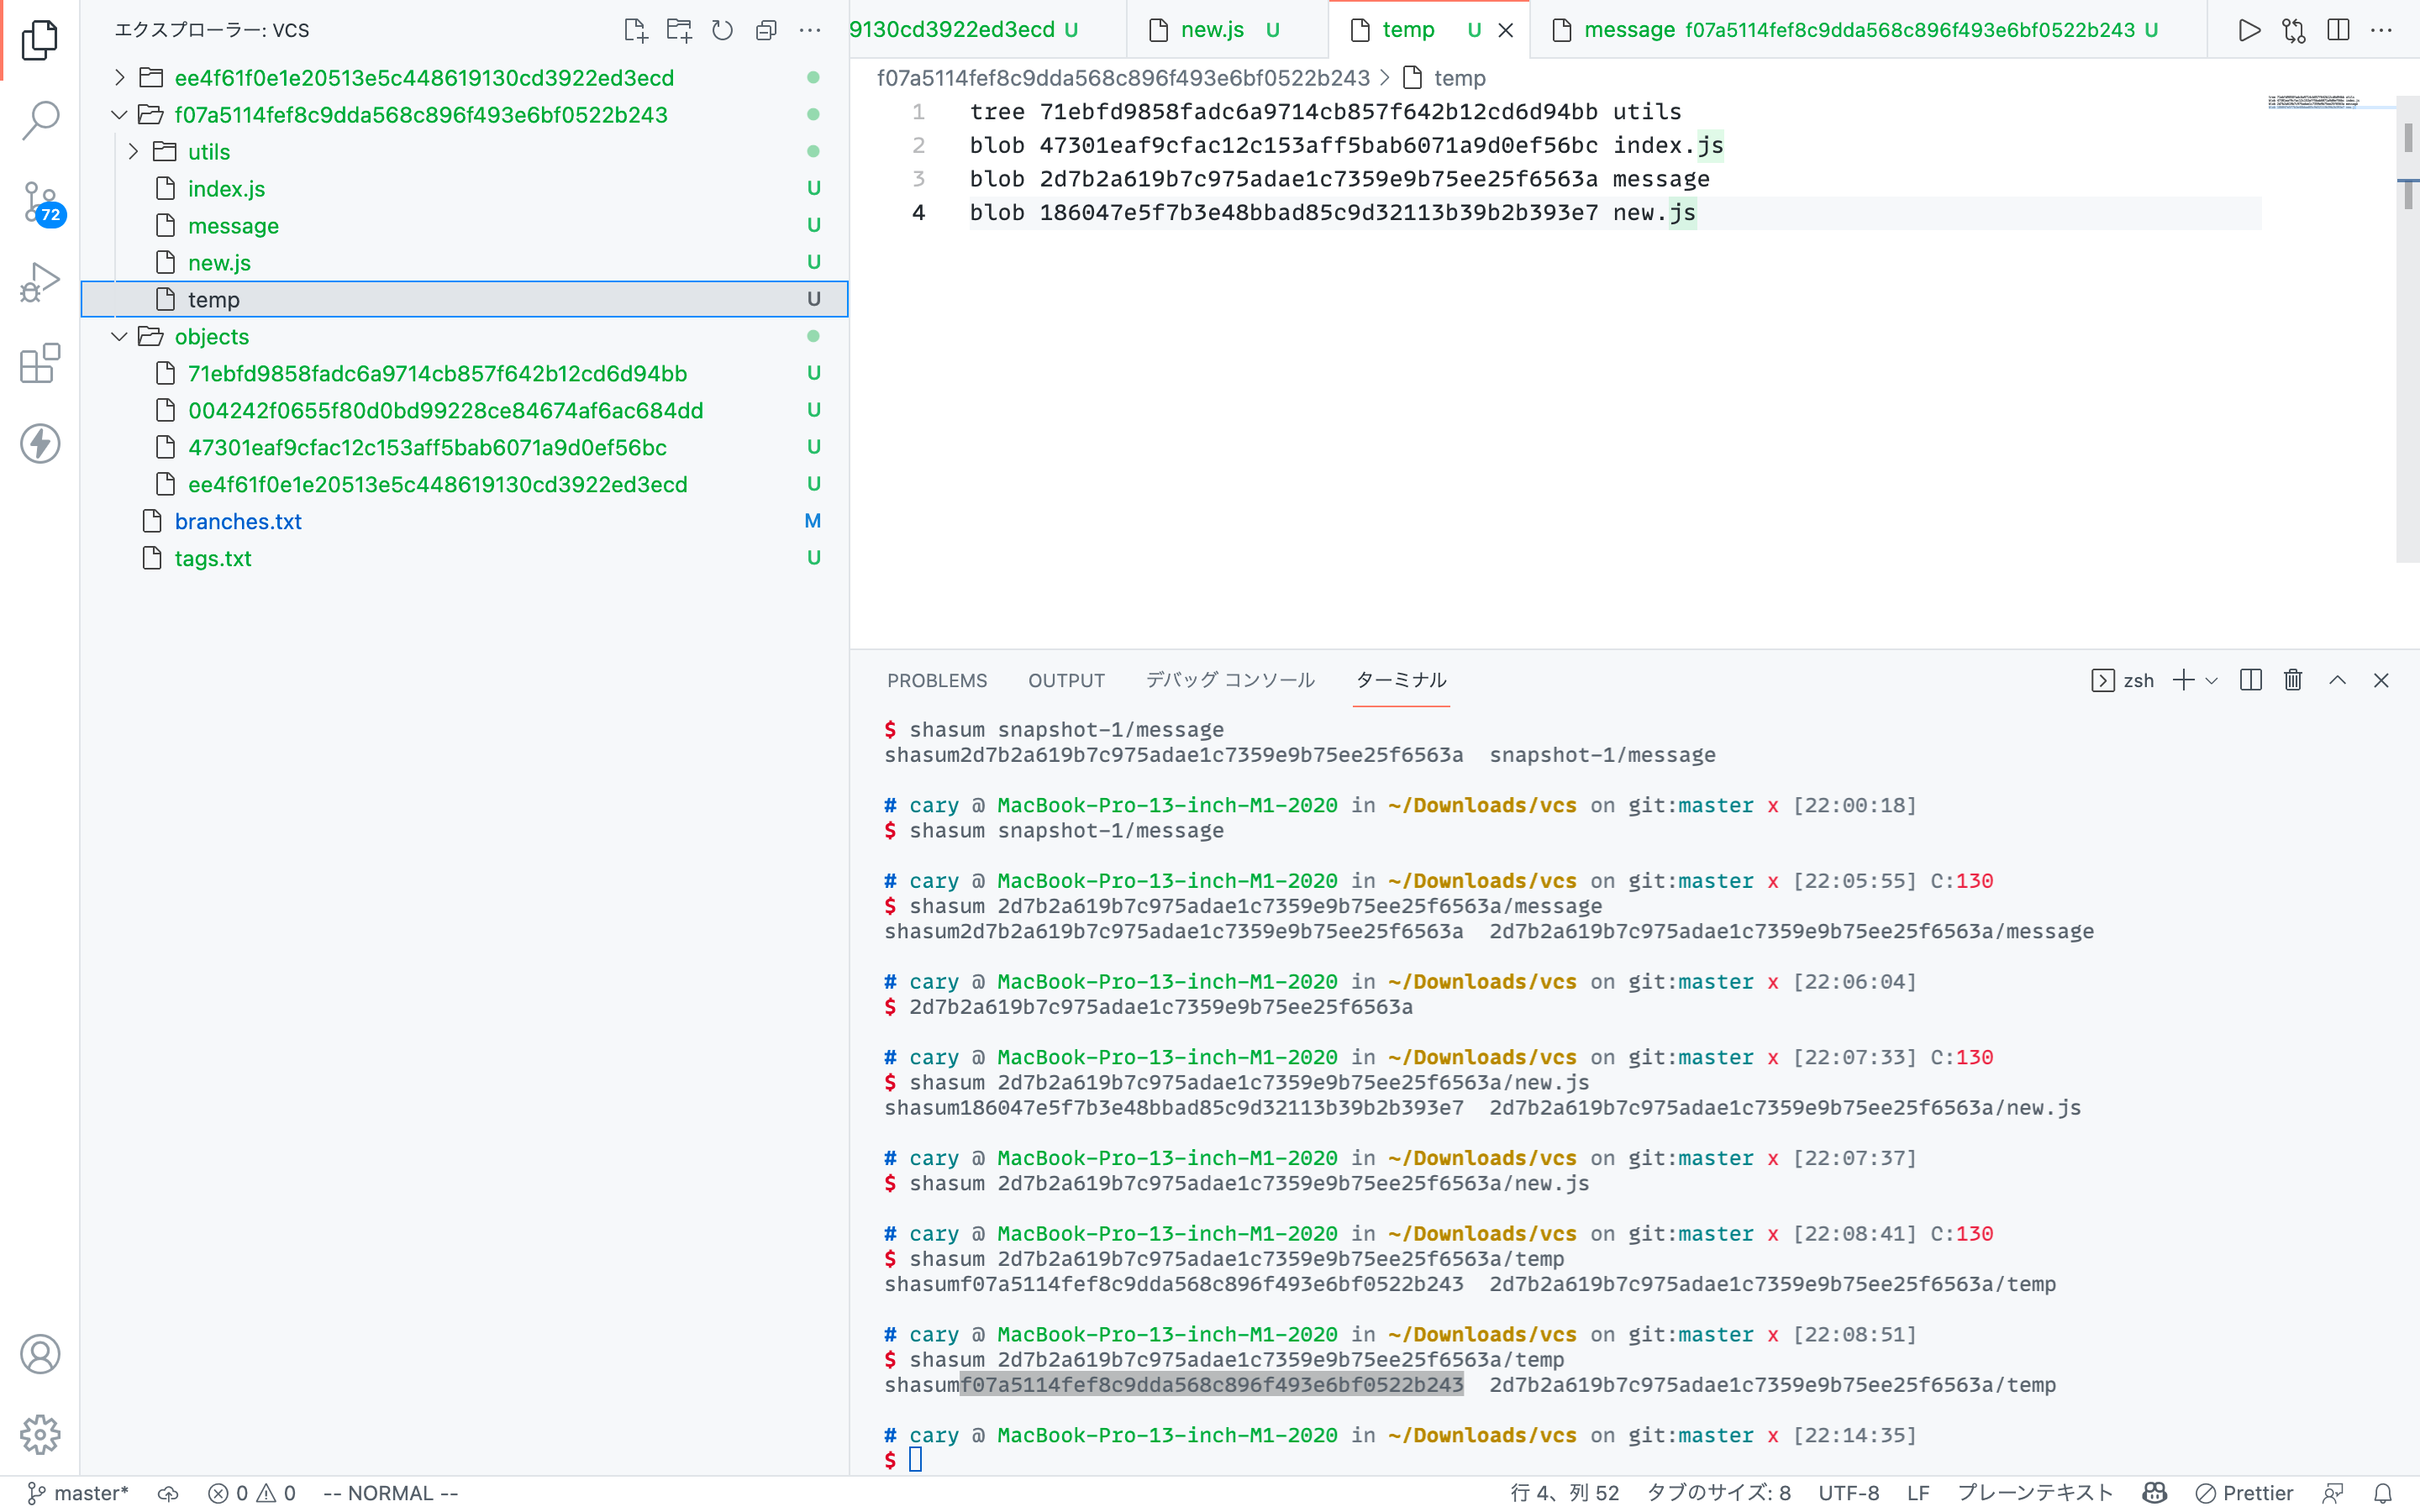 エクスプローラー: VCS
ee4f61f0e1e20513e5c448619130cd3922ed3ecd
f07a5114fef8c9dda568c896f493e6bf0522b243
utils
index.js U
message U
new.js U
temp U
objects
71ebfd9858fadc6a9714cb857f642b12cd6d94bb U
004242f0655f80d0bd99228ce84674af6ac684dd U
47301eaf9cfac12c153aff5bab6071a9d0ef56bc U
ee4f61f0e1e20513e5c448619130cd3922ed3ecd U
branches.txt M
tags.txt U
72
9130cd3922ed3ecd U
new.js U
temp U
message f07a5114fef8c9dda568c896f493e6bf0522b243 U
f07a5114fef8c9dda568c896f493e6bf0522b243 > temp
1 tree 71ebfd9858fadc6a9714cb857f642b12cd6d94bb utils
2 blob 47301eaf9cfac12c153aff5bab6071a9d0ef56bc index.js
3 blob 2d7b2a619b7c975adae1c7359e9b75ee25f6563a message
4 blob 186047e5f7b3e48bbad85c9d32113b39b2b393e7 new.js
PROBLEMS OUTPUT デバッグ コンソール ターミナル
zsh
$ shasum snapshot-1/message
shasum2d7b2a619b7c975adae1c7359e9b75ee25f6563a  snapshot-1/message
# cary @ MacBook-Pro-13-inch-M1-2020 in ~/Downloads/vcs on git:master x [22:00:18]
$ shasum snapshot-1/message
# cary @ MacBook-Pro-13-inch-M1-2020 in ~/Downloads/vcs on git:master x [22:05:55] C:130
$ shasum 2d7b2a619b7c975adae1c7359e9b75ee25f6563a/message
shasum2d7b2a619b7c975adae1c7359e9b75ee25f6563a  2d7b2a619b7c975adae1c7359e9b75ee25f6563a/message
# cary @ MacBook-Pro-13-inch-M1-2020 in ~/Downloads/vcs on git:master x [22:06:04]
$ 2d7b2a619b7c975adae1c7359e9b75ee25f6563a
# cary @ MacBook-Pro-13-inch-M1-2020 in ~/Downloads/vcs on git:master x [22:07:33] C:130
$ shasum 2d7b2a619b7c975adae1c7359e9b75ee25f6563a/new.js
shasum186047e5f7b3e48bbad85c9d32113b39b2b393e7  2d7b2a619b7c975adae1c7359e9b75ee25f6563a/new.js
# cary @ MacBook-Pro-13-inch-M1-2020 in ~/Downloads/vcs on git:master x [22:07:37]
$ shasum 2d7b2a619b7c975adae1c7359e9b75ee25f6563a/new.js
# cary @ MacBook-Pro-13-inch-M1-2020 in ~/Downloads/vcs on git:master x [22:08:41] C:130
$ shasum 2d7b2a619b7c975adae1c7359e9b75ee25f6563a/temp
shasumf07a5114fef8c9dda568c896f493e6bf0522b243  2d7b2a619b7c975adae1c7359e9b75ee25f6563a/temp
# cary @ MacBook-Pro-13-inch-M1-2020 in ~/Downloads/vcs on git:master x [22:08:51]
$ shasum 2d7b2a619b7c975adae1c7359e9b75ee25f6563a/temp
shasumf07a5114fef8c9dda568c896f493e6bf0522b243  2d7b2a619b7c975adae1c7359e9b75ee25f6563a/temp
# cary @ MacBook-Pro-13-inch-M1-2020 in ~/Downloads/vcs on git:master x [22:14:35]
$
master* 0 0 -- NORMAL -- 行 4、列 52 タブのサイズ: 8 UTF-8 LF プレーンテキスト Prettier